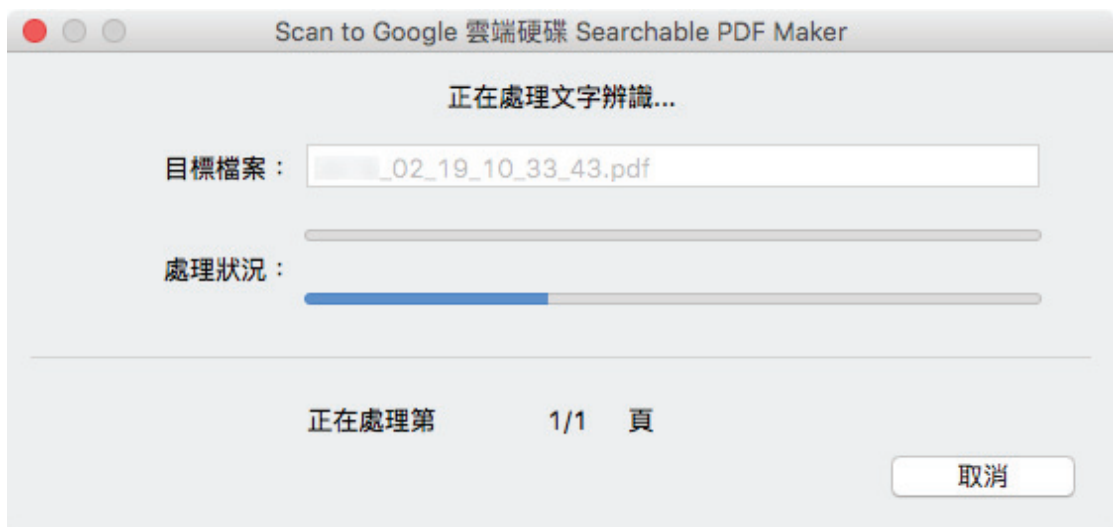 Scan to Google 雲端硬碟 Searchable PDF Maker
正在處理文字辨識...
目標檔案：
_02_19_10_33_43.pdf
處理狀況：
正在處理第 1/1 頁
取消